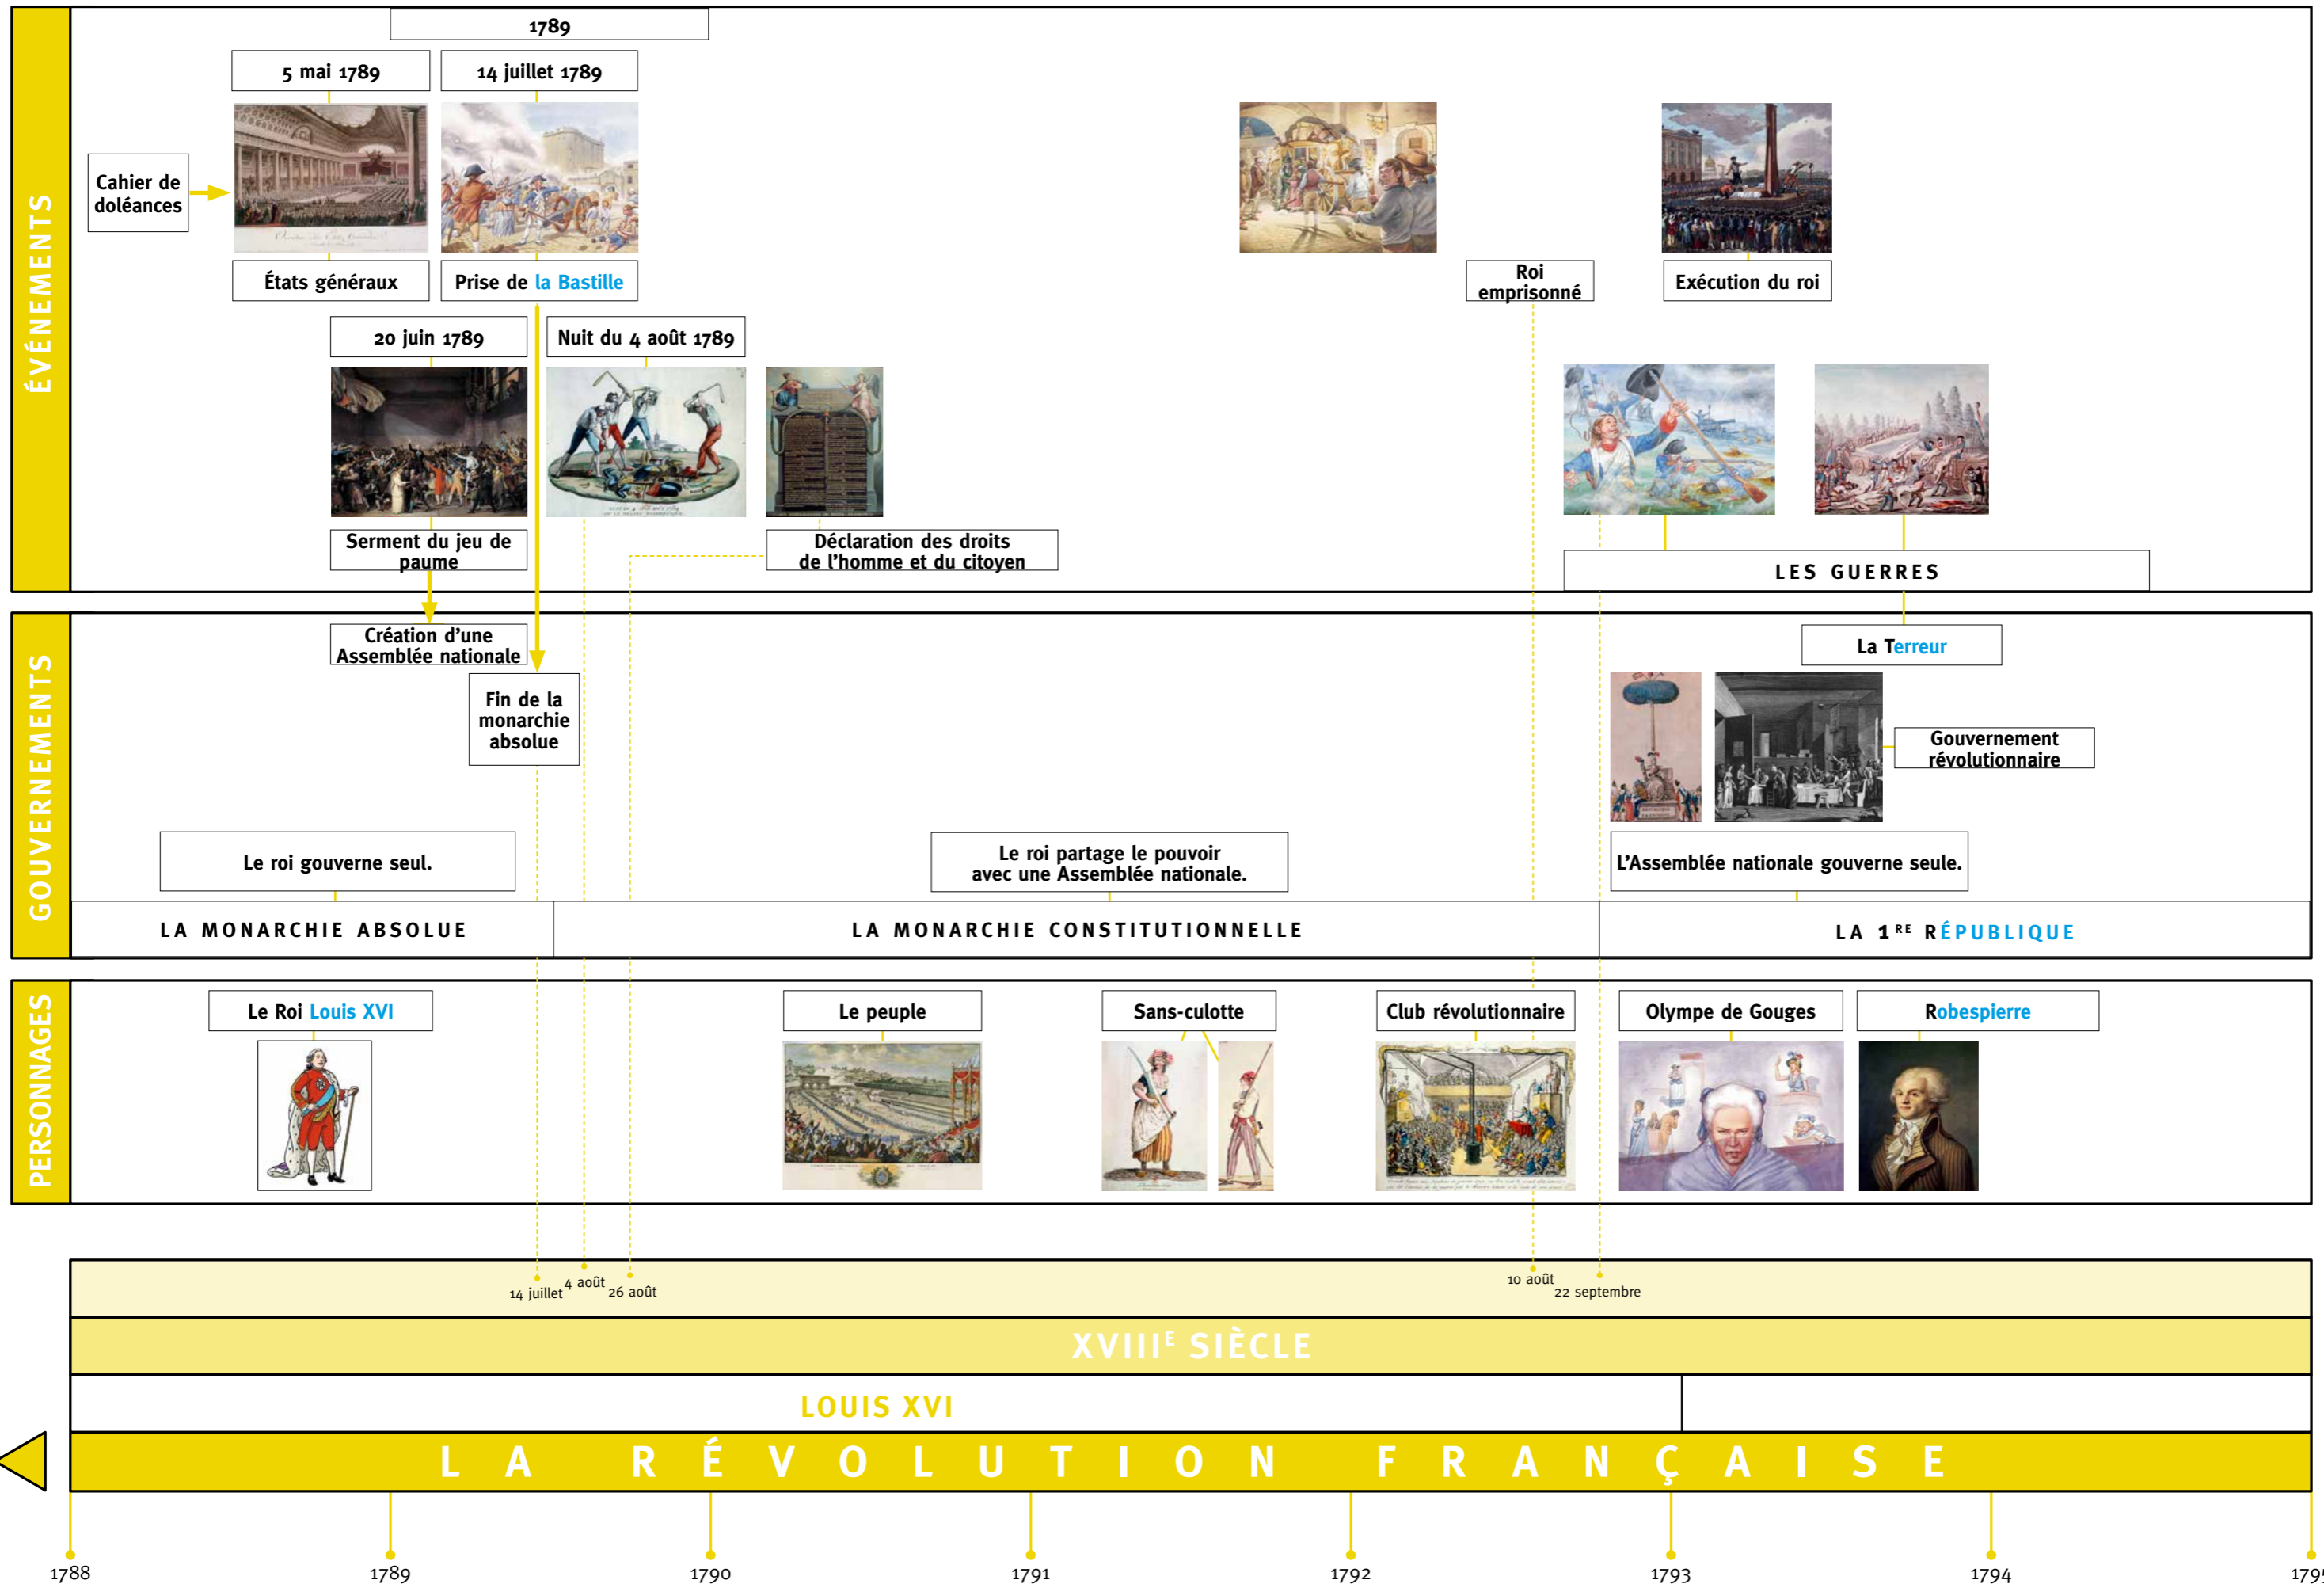 1789
5 mai 1789
14 juillet 1789
Cahier de
doléances
États généraux
Prise de la Bastille
Roi
emprisonné
Exécution du roi
20 juin 1789
Nuit du 4 août 1789
Serment du jeu de
paume
Déclaration des droits
de l'homme et du citoyen
LES GUERRES
ÉVÉNEMENTS
Création d'une
Assemblée nationale
Fin de la
monarchie
absolue
La Terreur
Gouvernement
révolutionnaire
Le roi gouverne seul.
Le roi partage le pouvoir
avec une Assemblée nationale.
L'Assemblée nationale gouverne seule.
LA MONARCHIE ABSOLUE
LA MONARCHIE CONSTITUTIONNELLE
LA 1RE RÉPUBLIQUE
GOUVERNEMENTS
Le Roi Louis XVI
Le peuple
Sans-culotte
Club révolutionnaire
Olympe de Gouges
Robespierre
PERSONNAGES
14 juillet
4 août
26 août
10 août
22 septembre
XVIIIE SIÈCLE
LOUIS XVI
LA RÉVOLUTION FRANÇAISE
1788
1789
1790
1791
1792
1793
1794